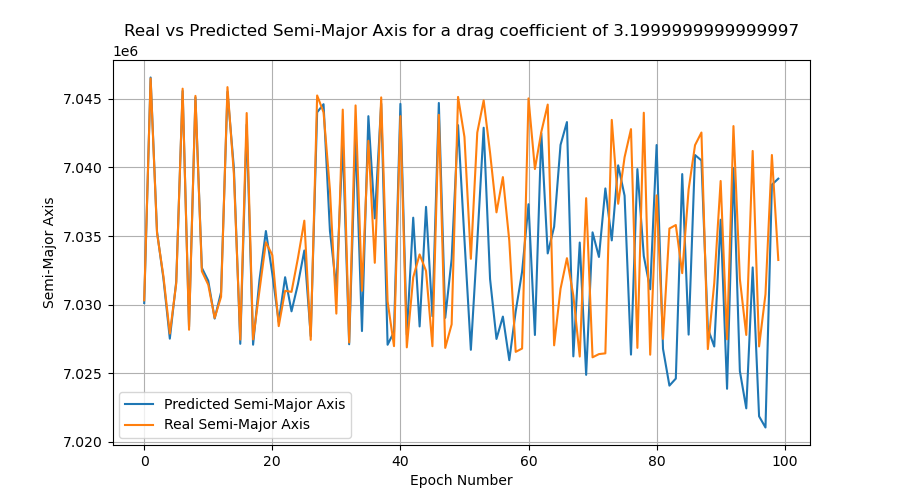 Real vs Predicted Semi-Major Axis for a drag coefficient of 3.1999999999999997
1e6
7.045
7.040
7.035
7.030
7.025
7.020
Semi-Major Axis
Predicted Semi-Major Axis
Real Semi-Major Axis
0 20 40 60 80 100
Epoch Number